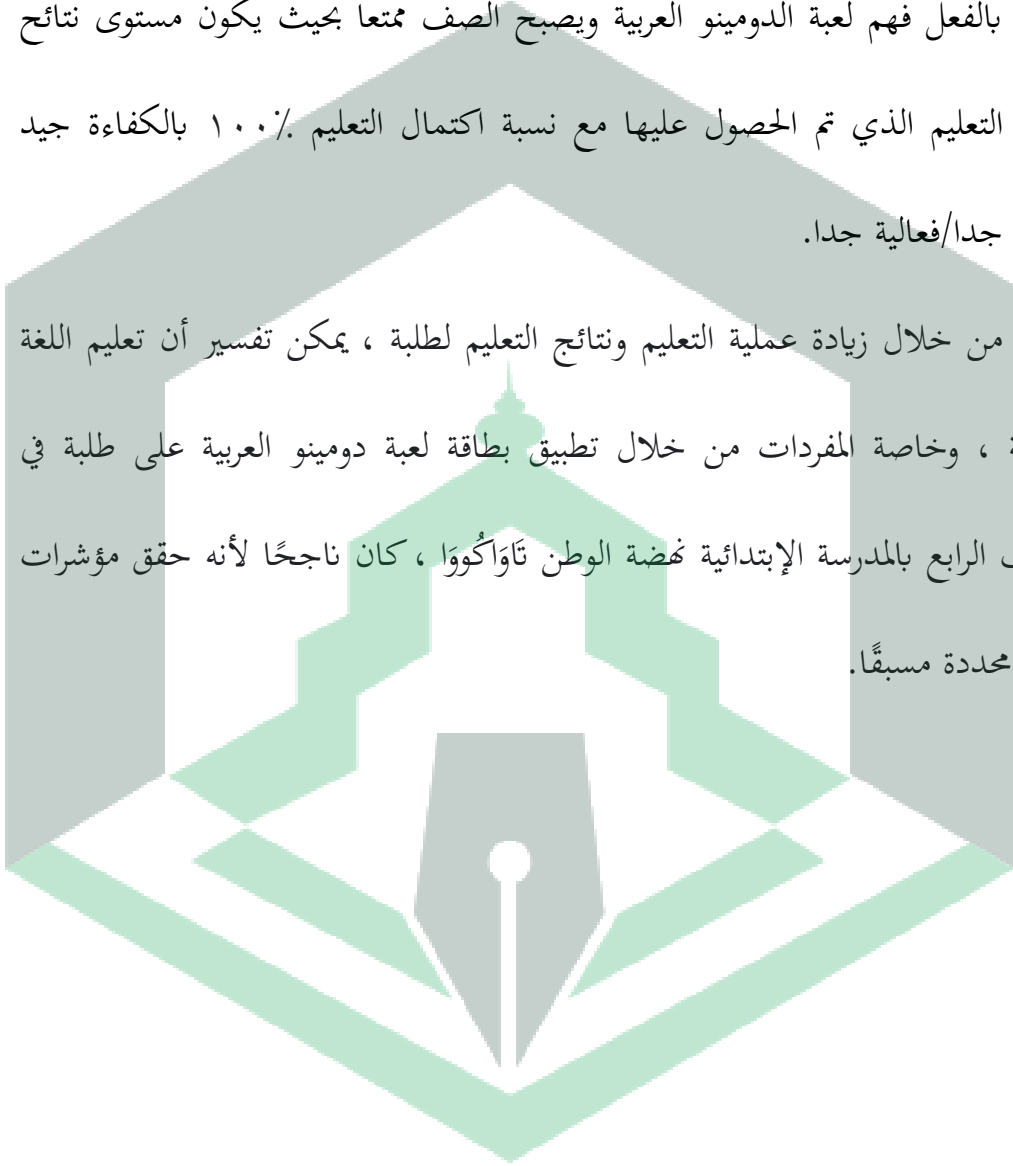 بالفعل فهم لعبة الدومينو العربية ويصبح الصف ممتعا بحيث يكون مستوى نتائج
التعليم الذي تم الحصول عليها مع نسبة اكتمال التعليم ١٠٠٪ بالكفاءة جيد
جدا/فعالية جدا.
من خلال زيادة عملية التعليم ونتائج التعليم لطلبة ، يمكن تفسير أن تعليم اللغة
، وخاصة المفردات من خلال تطبيق بطاقة لعبة دومينو العربية على طلبة في
الرابع بالمدرسة الإبتدائية نهضة الوطن تَاوَاكُووَا ، كان ناجحًا لأنه حقق مؤشرات
محددة مسبقًا.